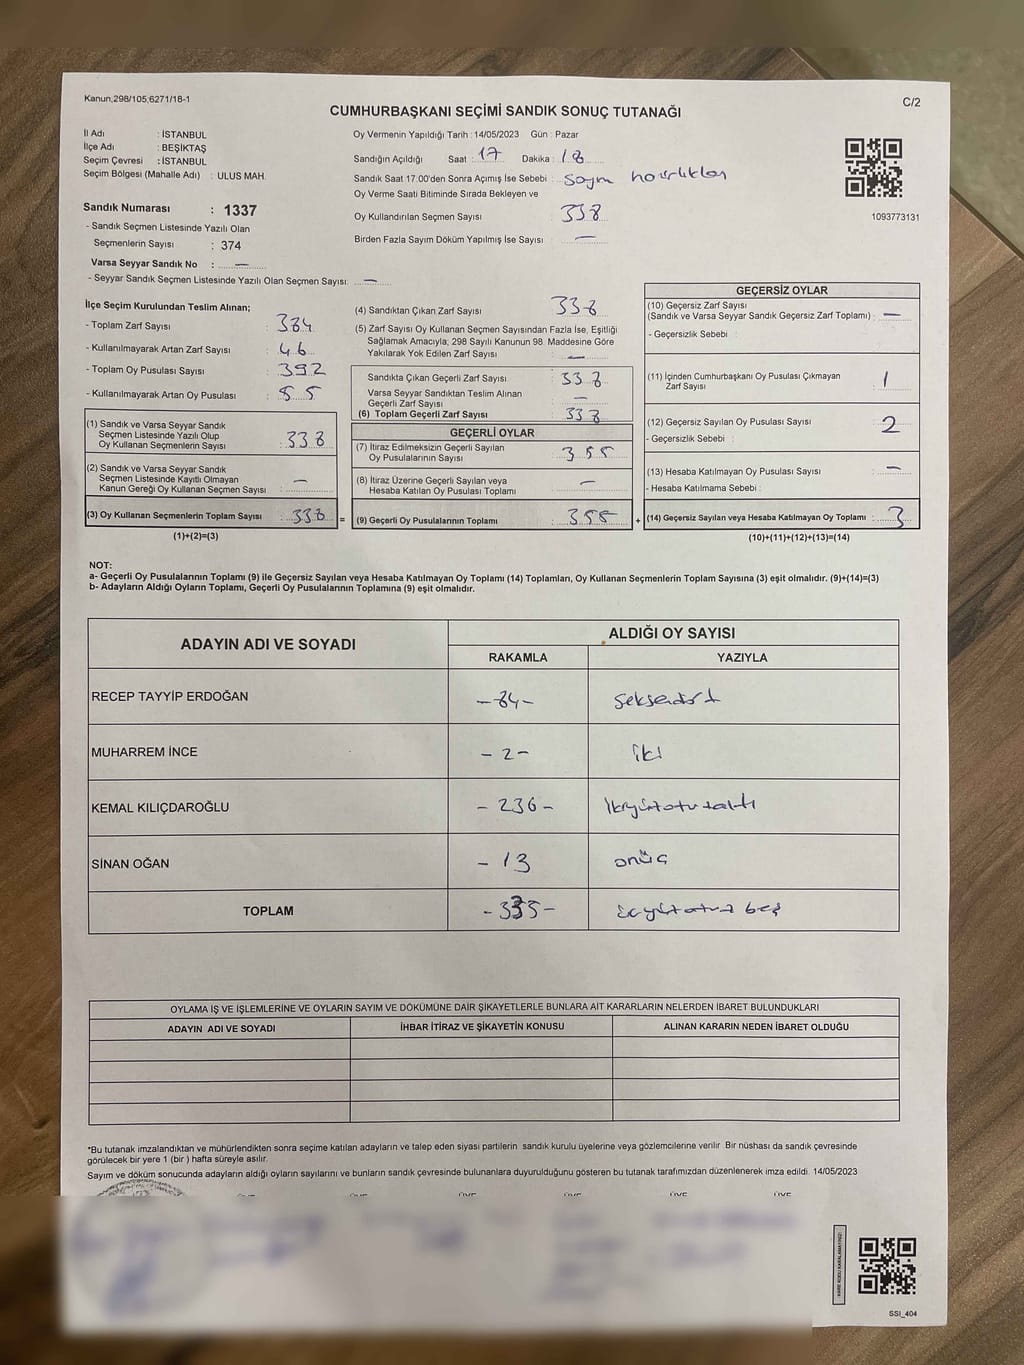 Kanun,298/105,6271/18-1
C/2
CUMHURBAŞKANI SEÇİMİ SANDIK SONUÇ TUTANAĞI
İl Adı : İSTANBUL
İlçe Adı : BEŞİKTAŞ
Seçim Çevresi : İSTANBUL
Seçim Bölgesi (Mahalle Adı) : ULUS MAH.
Sandık Numarası : 1337
- Sandık Seçmen Listesinde Yazılı Olan
Seçmenlerin Sayısı : 374
Varsa Seyyar Sandık No : —
- Seyyar Sandık Seçmen Listesinde Yazılı Olan Seçmen Sayısı: —
Oy Vermenin Yapıldığı Tarih : 14/05/2023 Gün : Pazar
Sandığın Açıldığı Saat : 17 Dakika : 18
Sandık Saat 17:00'den Sonra Açımış İse Sebebi : Sayım hazırlıkları
Oy Verme Saati Bitiminde Sırada Bekleyen ve
Oy Kullandırılan Seçmen Sayısı 338
Birden Fazla Sayım Döküm Yapılmış İse Sayısı : —
1093773131
İlçe Seçim Kurulundan Teslim Alınan;
- Toplam Zarf Sayısı : 384
- Kullanılmayarak Artan Zarf Sayısı : 46
- Toplam Oy Pusulası Sayısı : 392
- Kullanılmayarak Artan Oy Pusulası : 55
(1) Sandık ve Varsa Seyyar Sandık
Seçmen Listesinde Yazılı Olup
Oy Kullanan Seçmenlerin Sayısı : 338
(2) Sandık ve Varsa Seyyar Sandık
Seçmen Listesinde Kayıtlı Olmayan
Kanun Gereği Oy Kullanan Seçmen Sayısı : —
(3) Oy Kullanan Seçmenlerin Toplam Sayısı : 338 =
(1)+(2)=(3)
(4) Sandıktan Çıkan Zarf Sayısı : 338
(5) Zarf Sayısı Oy Kullanan Seçmen Sayısından Fazla İse, Eşitliği
Sağlamak Amacıyla; 298 Sayılı Kanunun 98. Maddesine Göre
Yakılarak Yok Edilen Zarf Sayısı : —
Sandıkta Çıkan Geçerli Zarf Sayısı : 338
Varsa Seyyar Sandıktan Teslim Alınan
Geçerli Zarf Sayısı : —
(6) Toplam Geçerli Zarf Sayısı : 338
GEÇERLİ OYLAR
(7) İtiraz Edilmeksizin Geçerli Sayılan
Oy Pusulalarının Sayısı : 355
(8) İtiraz Üzerine Geçerli Sayılan veya
Hesaba Katılan Oy Pusulası Toplamı : —
(9) Geçerli Oy Pusulalarının Toplamı : 355 +
GEÇERSİZ OYLAR
(10) Geçersiz Zarf Sayısı
(Sandık ve Varsa Seyyar Sandık Geçersiz Zarf Toplamı) : —
- Geçersizlik Sebebi :
(11) İçinden Cumhurbaşkanı Oy Pusulası Çıkmayan
Zarf Sayısı : 1
(12) Geçersiz Sayılan Oy Pusulası Sayısı : 2
- Geçersizlik Sebebi :
(13) Hesaba Katılmayan Oy Pusulası Sayısı : —
- Hesaba Katılmama Sebebi :
(14) Geçersiz Sayılan veya Hesaba Katılmayan Oy Toplamı : 3
(10)+(11)+(12)+(13)=(14)
NOT:
a- Geçerli Oy Pusulalarının Toplamı (9) ile Geçersiz Sayılan veya Hesaba Katılmayan Oy Toplamı (14) Toplamları, Oy Kullanan Seçmenlerin Toplam Sayısına (3) eşit olmalıdır. (9)+(14)=(3)
b- Adayların Aldığı Oyların Toplamı, Geçerli Oy Pusulalarının Toplamına (9) eşit olmalıdır.
ADAYIN ADI VE SOYADI ALDIĞI OY SAYISI
RAKAMLA YAZIYLA
RECEP TAYYİP ERDOĞAN -84- Seksendört
MUHARREM İNCE -2- iki
KEMAL KILIÇDAROĞLU -236- İkiyüzotuzaltı
SİNAN OĞAN -13 onüç
TOPLAM -335- üçyüzotuz beş
OYLAMA İŞ VE İŞLEMLERİNE VE OYLARIN SAYIM VE DÖKÜMÜNE DAİR ŞİKAYETLERLE BUNLARA AİT KARARLARIN NELERDEN İBARET BULUNDUKLARI
ADAYIN ADI VE SOYADI İHBAR İTİRAZ VE ŞİKAYETİN KONUSU ALINAN KARARIN NEDEN İBARET OLDUĞU
*Bu tutanak imzalandıktan ve mühürlendikten sonra seçime katılan adayların ve talep eden siyasi partilerin sandık kurulu üyelerine veya gözlemcilerine verilir. Bir nüshası da sandık çevresinde
görülecek bir yere 1 (bir ) hafta süreyle asılır.
Sayım ve döküm sonucunda adayların aldığı oyların sayılarını ve bunların sandık çevresinde bulunanlara duyurulduğunu gösteren bu tutanak tarafımızdan düzenlenerek imza edildi. 14/05/2023
SSI_404